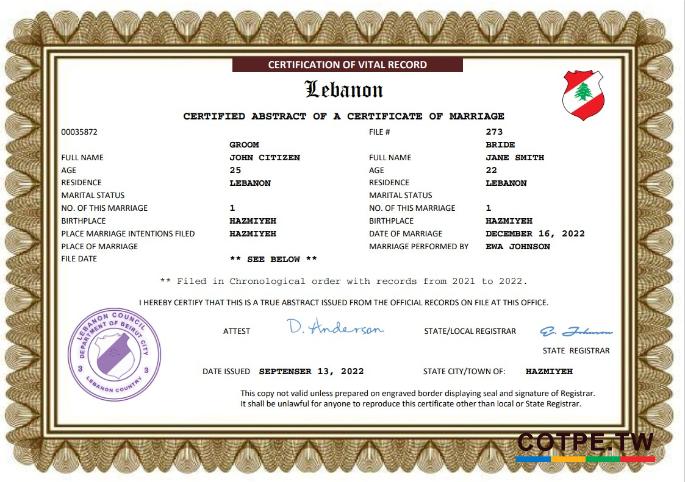 CERTIFICATION OF VITAL RECORD
Lebanon
CERTIFIED ABSTRACT OF A CERTIFICATE OF MARRIAGE
00035872 FILE # 273
GROOM BRIDE
FULL NAME JOHN CITIZEN FULL NAME JANE SMITH
AGE 25 AGE 22
RESIDENCE LEBANON RESIDENCE LEBANON
MARITAL STATUS MARITAL STATUS
NO. OF THIS MARRIAGE 1 NO. OF THIS MARRIAGE 1
BIRTHPLACE HAZMIYEH BIRTHPLACE HAZMIYEH
PLACE MARRIAGE INTENTIONS FILED HAZMIYEH DATE OF MARRIAGE DECEMBER 16, 2022
PLACE OF MARRIAGE MARRIAGE PERFORMED BY EWA JOHNSON
FILE DATE ** SEE BELOW **
** Filed in Chronological order with records from 2021 to 2022.
I HEREBY CERTIFY THAT THIS IS A TRUE ABSTRACT ISSUED FROM THE OFFICIAL RECORDS ON FILE AT THIS OFFICE.
LEBANON COUNCIL
DEPARTMENT OF BEIRUT CITY
3 3
LEBANON COUNTRY
ATTEST D. Anderson STATE/LOCAL REGISTRAR
STATE REGISTRAR
DATE ISSUED SEPTENSER 13, 2022 STATE CITY/TOWN OF: HAZMIYEH
This copy not valid unless prepared on engraved border displaying seal and signature of Registrar.
It shall be unlawful for anyone to reproduce this certificate other than local or State Registrar.
COTPE.TW